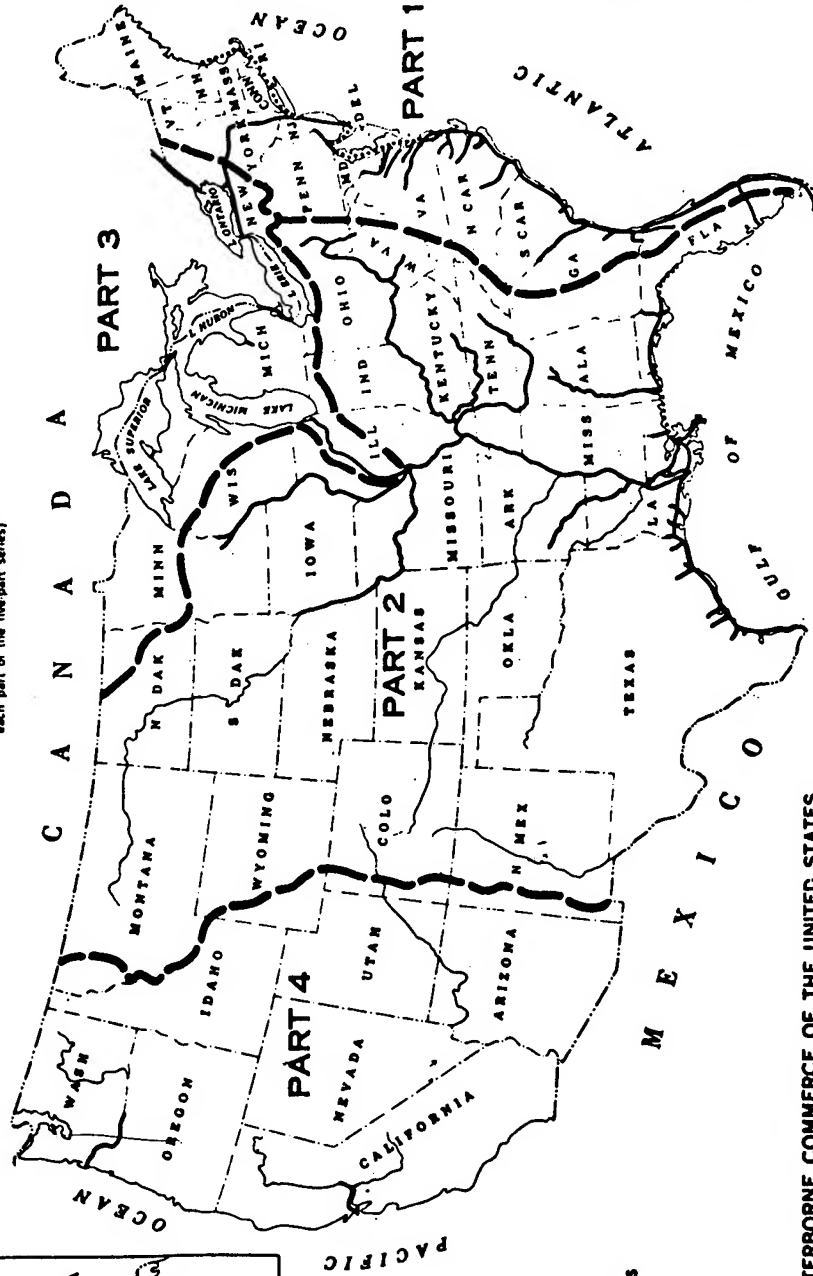 each part of the five-part series)
CANADA
PART 3
PART 1
PART 2
PART 4
WASH
OREGON
CALIFORNIA
NEVADA
IDAHO
MONTANA
WYOMING
UTAH
ARIZONA
COLO
N MEX
N DAK
S DAK
NEBRASKA
KANSAS
OKLA
TEXAS
MINN
IOWA
MISSOURI
ARK
LA
WIS
ILL
MICH
IND
OHIO
KENTUCKY
TENN
MISS
ALA
GA
FLA
S CAR
N CAR
VA
W VA
MD
DEL
PENN
NJ
NEW YORK
CONN
RI
MASS
VT
NH
MAINE
LAKE SUPERIOR
LAKE MICHIGAN
L HURON
L ERIE
L ONTARIO
PACIFIC
OCEAN
ATLANTIC
OCEAN
GULF
OF
MEXICO
MEXICO
TERBORNE COMMERCE OF THE UNITED STATES